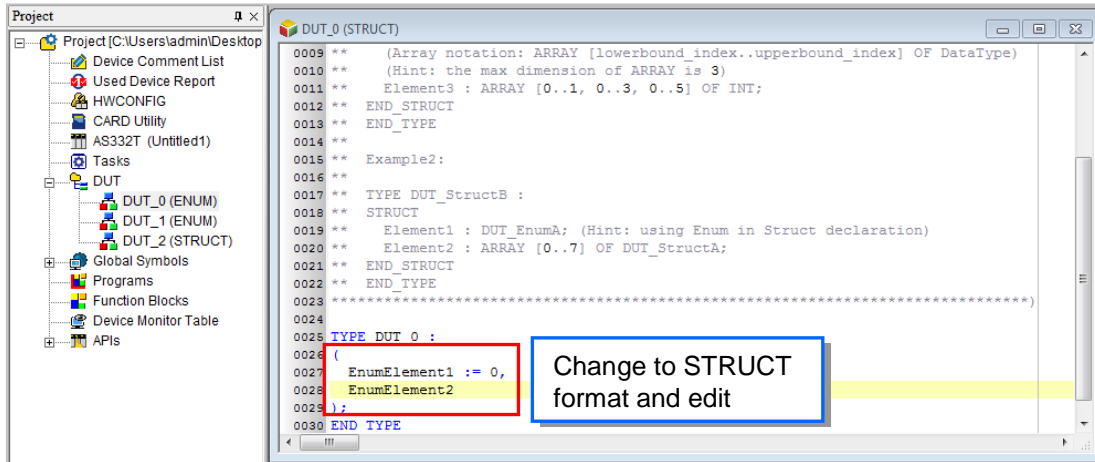 Project
Project [C:\Users\admin\Desktop
Device Comment List
Used Device Report
HWCONFIG
CARD Utility
AS332T (Untitled1)
Tasks
DUT
DUT_0 (ENUM)
DUT_1 (ENUM)
DUT_2 (STRUCT)
Global Symbols
Programs
Function Blocks
Device Monitor Table
APIs
DUT_0 (STRUCT)
0009 ** (Array notation: ARRAY [lowerbound_index..upperbound_index] OF DataType)
0010 ** (Hint: the max dimension of ARRAY is 3)
0011 ** Element3 : ARRAY [0..1, 0..3, 0..5] OF INT;
0012 ** END_STRUCT
0013 ** END_TYPE
0014 **
0015 ** Example2:
0016 **
0017 ** TYPE DUT_StructB :
0018 ** STRUCT
0019 ** Element1 : DUT_EnumA; (Hint: using Enum in Struct declaration)
0020 ** Element2 : ARRAY [0..7] OF DUT_StructA;
0021 ** END_STRUCT
0022 ** END_TYPE
0023 *******************************************************************************)
0024
0025 TYPE DUT_0 :
0026 (
0027 EnumElement1 := 0,
0028 EnumElement2
0029 );
0030 END_TYPE
Change to STRUCT
format and edit